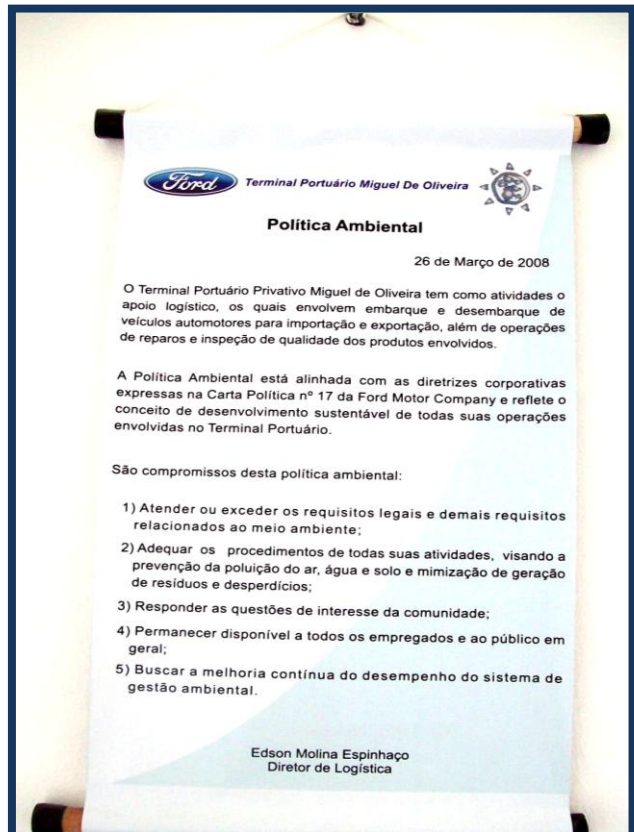 Ford Terminal Portuário Miguel De Oliveira
Política Ambiental
26 de Março de 2008
O Terminal Portuário Privativo Miguel de Oliveira tem como atividades o
apoio logístico, os quais envolvem embarque e desembarque de
veículos automotores para importação e exportação, além de operações
de reparos e inspeção de qualidade dos produtos envolvidos.
A Política Ambiental está alinhada com as diretrizes corporativas
expressas na Carta Política nº 17 da Ford Motor Company e reflete o
conceito de desenvolvimento sustentável de todas suas operações
envolvidas no Terminal Portuário.
São compromissos desta política ambiental:
1) Atender ou exceder os requisitos legais e demais requisitos
relacionados ao meio ambiente;
2) Adequar os procedimentos de todas suas atividades, visando a
prevenção da poluição do ar, água e solo e mimização de geração
de resíduos e desperdícios;
3) Responder as questões de interesse da comunidade;
4) Permanecer disponível a todos os empregados e ao público em
geral;
5) Buscar a melhoria contínua do desempenho do sistema de
gestão ambiental.
Edson Molina Espinhaço
Diretor de Logística